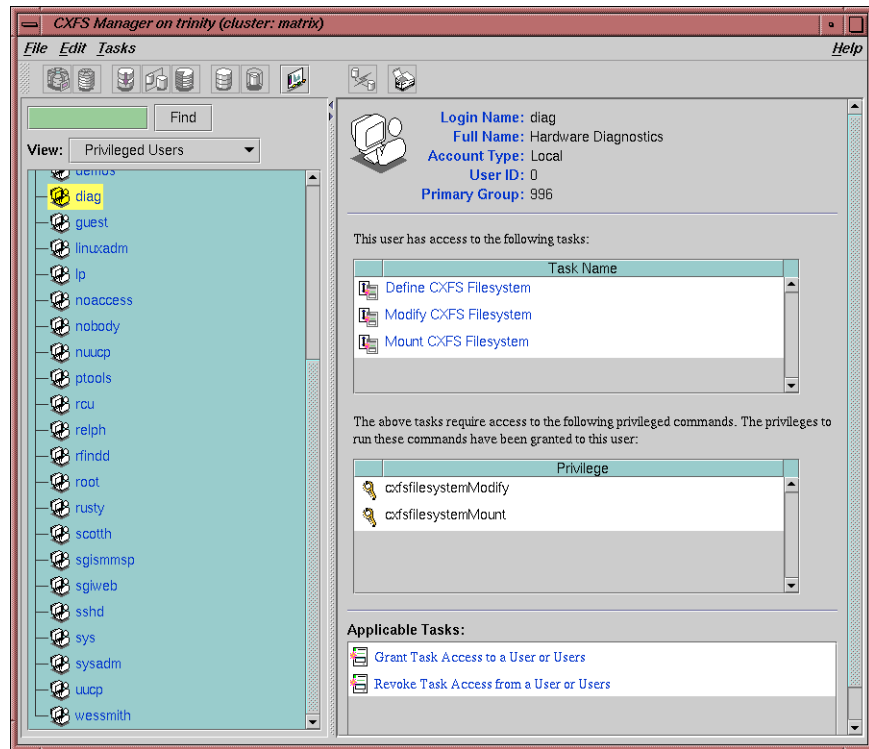 CXFS Manager on trinity (cluster: matrix)
File Edit Tasks Help
Find
View: Privileged Users
demos
diag
guest
linuxadm
lp
noaccess
nobody
nuucp
ptools
rcu
relph
rfindd
root
rusty
scotth
sgismmsp
sgiweb
sshd
sys
sysadm
uucp
wessmith
Login Name: diag
Full Name: Hardware Diagnostics
Account Type: Local
User ID: 0
Primary Group: 996
This user has access to the following tasks:
Task Name
Define CXFS Filesystem
Modify CXFS Filesystem
Mount CXFS Filesystem
The above tasks require access to the following privileged commands. The privileges to
run these commands have been granted to this user:
Privilege
cxfsfilesystemModify
cxfsfilesystemMount
Applicable Tasks:
Grant Task Access to a User or Users
Revoke Task Access from a User or Users